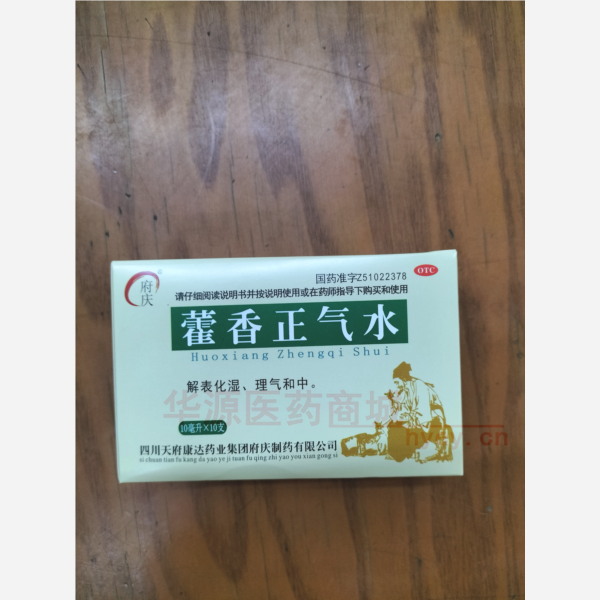 府庆
国药准字Z51022378
OTC
请仔细阅读说明书并按说明使用或在药师指导下购买和使用
藿香正气水
Huoxiang Zhengqi Shui
解表化湿、理气和中。
华源医药商城
10毫升×10支
四川天府康达药业集团府庆制药有限公司
si chuan tian fu kang da yao ye ji tuan fu qing zhi yao you xian gong si